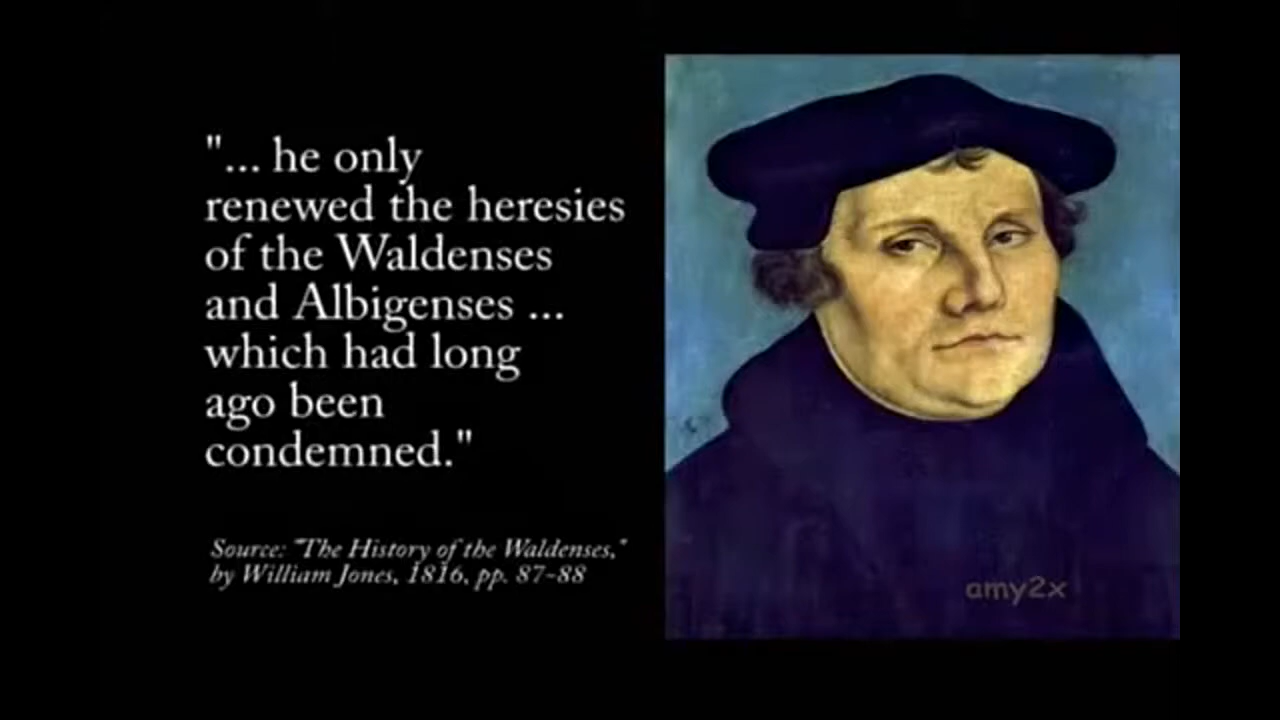 "... he only
renewed the heresies
of the Waldenses
and Albigenses ...
which had long
ago been
condemned."
Source: "The History of the Waldenses,"
by William Jones, 1816, pp. 87-88
amy2x